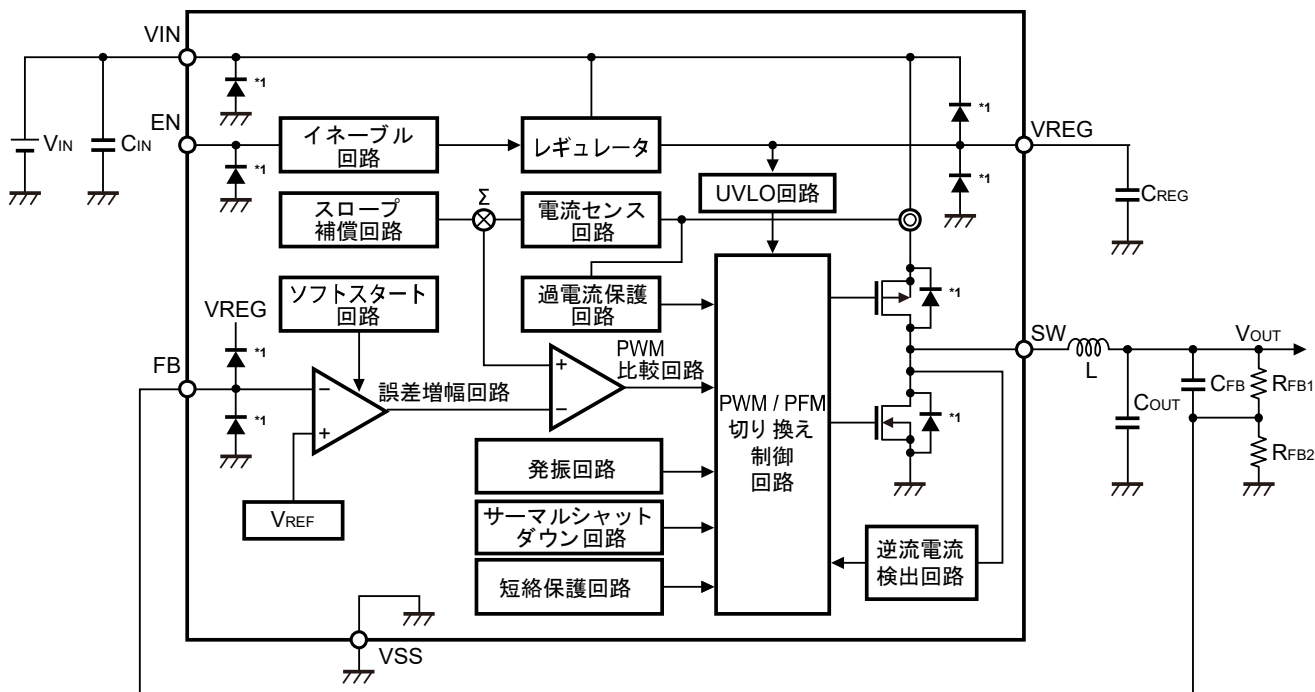 VIN
*1
*1
EN
イネーブル
回路
レギュレータ
VREG
VIN
CIN
*1
*1
UVLO回路
CREG
スロープ
補償回路
Σ
電流センス
回路
ソフトスタート
回路
過電流保護
回路
VREG
*1
*1
SW
VOUT
FB
PWM
比較回路
L
CFB
RFB1
COUT
誤差増幅回路
PWM / PFM
切り換え
制御
回路
*1
*1
RFB2
−
+
+
−
発振回路
VREF
サーマルシャット
ダウン回路
逆流電流
検出回路
短絡保護回路
VSS